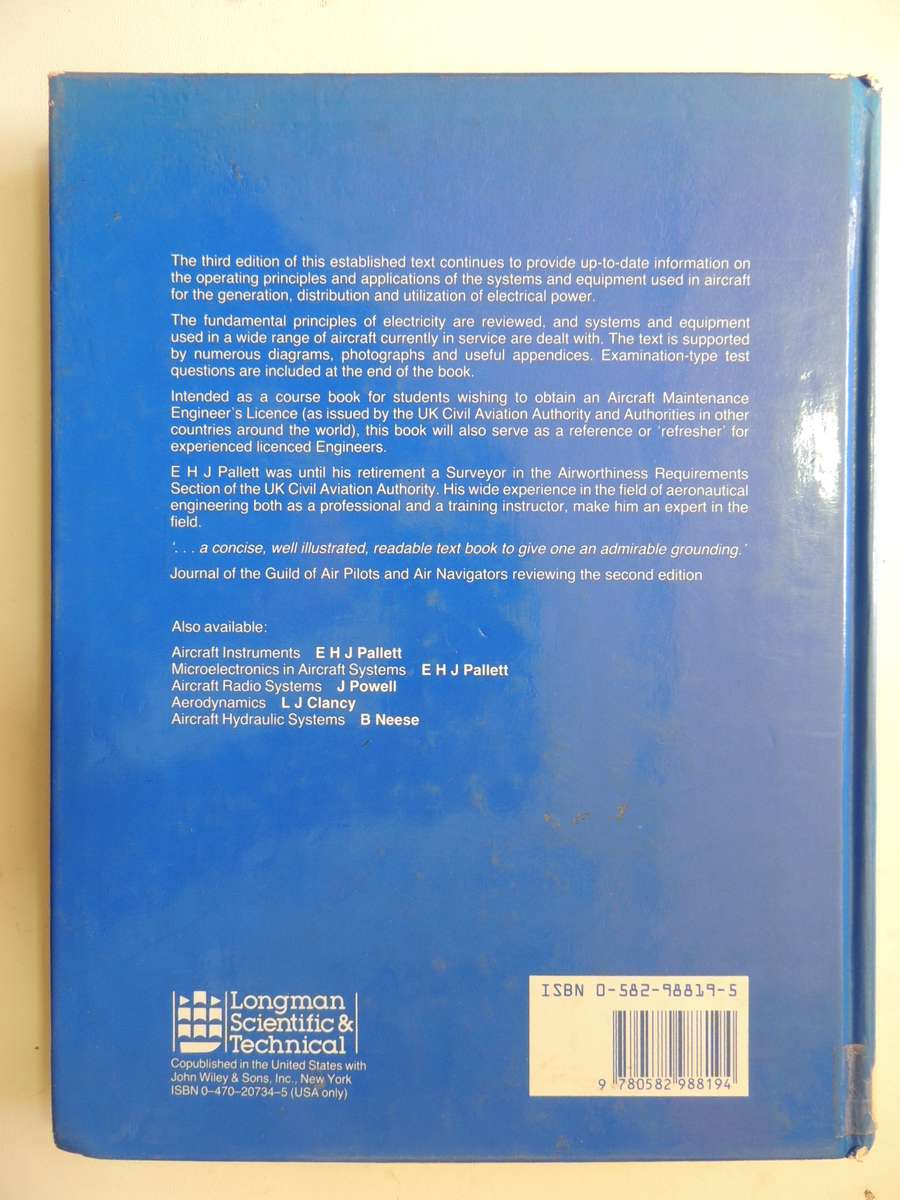 The third edition of this established text continues to provide up-to-date information on
the operating principles and applications of the systems and equipment used in aircraft
for the generation, distribution and utilization of electrical power.
The fundamental principles of electricity are reviewed, and systems and equipment
used in a wide range of aircraft currently in service are dealt with. The text is supported
by numerous diagrams, photographs and useful appendices. Examination-type test
questions are included at the end of the book.
Intended as a course book for students wishing to obtain an Aircraft Maintenance
Engineer's Licence (as issued by the UK Civil Aviation Authority and Authorities in other
countries around the world), this book will also serve as a reference or 'refresher' for
experienced licenced Engineers.
E H J Pallett was until his retirement a Surveyor in the Airworthiness Requirements
Section of the UK Civil Aviation Authority. His wide experience in the field of aeronautical
engineering both as a professional and a training instructor, make him an expert in the
field.
'. . . a concise, well illustrated, readable text book to give one an admirable grounding.'
Journal of the Guild of Air Pilots and Air Navigators reviewing the second edition
Also available:
Aircraft Instruments E H J Pallett
Microelectronics in Aircraft Systems E H J Pallett
Aircraft Radio Systems J Powell
Aerodynamics L J Clancy
Aircraft Hydraulic Systems B Neese
Longman
Scientific &
Technical
Copublished in the United States with
John Wiley & Sons, Inc., New York
ISBN 0-470-20734-5 (USA only)
ISBN 0-582-98819-5
9 780582 988194